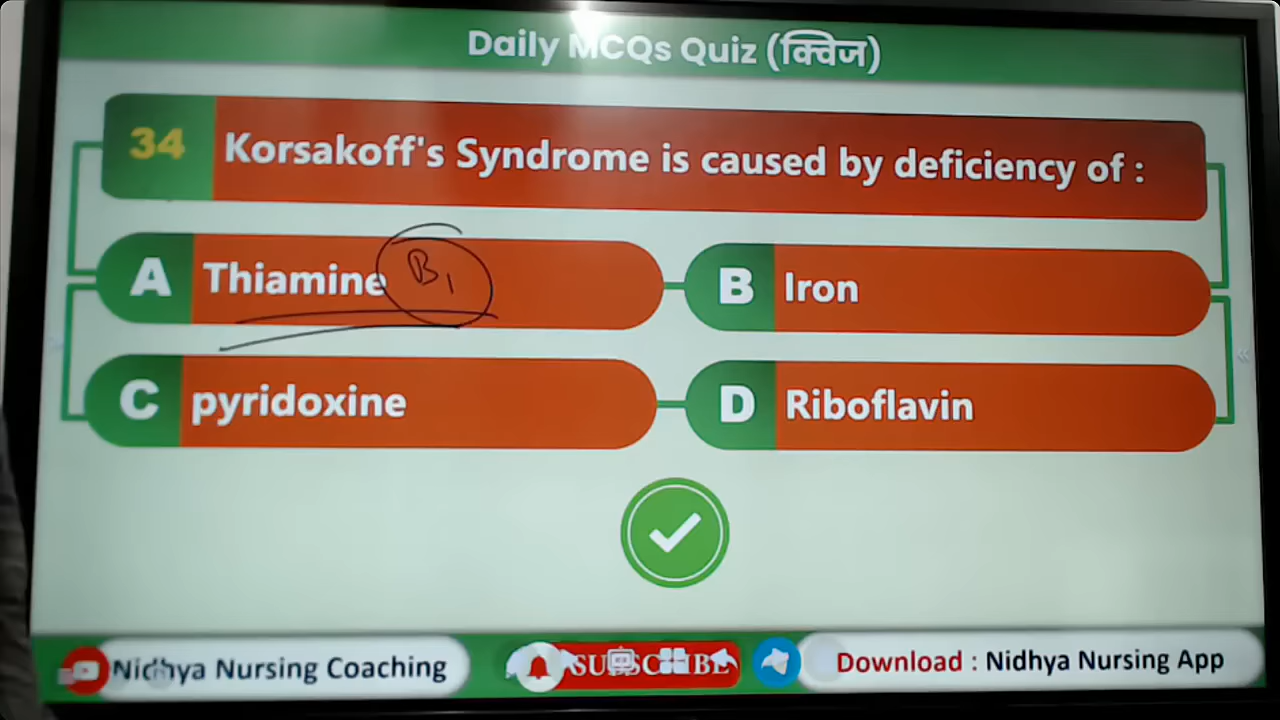 Daily MCQs Quiz (क्विज)
34 Korsakoff's Syndrome is caused by deficiency of :
A Thiamine B1
B Iron
C pyridoxine
D Riboflavin
Nidhya Nursing Coaching
SUBSCRIBE
Download : Nidhya Nursing App